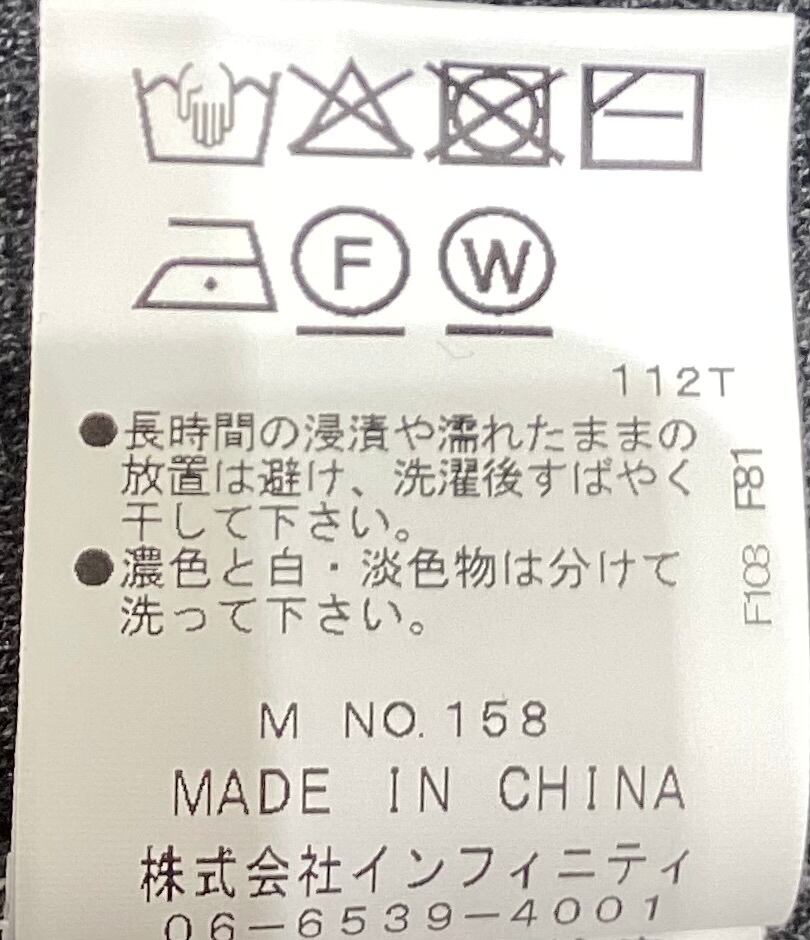 F
W
112T
●長時間の浸漬や濡れたままの
放置は避け、洗濯後すばやく
干して下さい。
●濃色と白・淡色物は分けて
洗って下さい。
F103 F81
M NO.158
MADE IN CHINA
株式会社インフィニティ
06-6539-4001